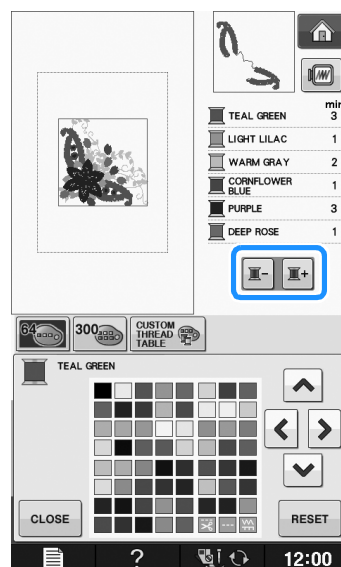 min
TEAL GREEN 3
LIGHT LILAC 1
WARM GRAY 2
CORNFLOWER
BLUE 1
PURPLE 3
DEEP ROSE 1
- +
64 300 CUSTOM
THREAD
TABLE
TEAL GREEN
CLOSE RESET
? 12:00